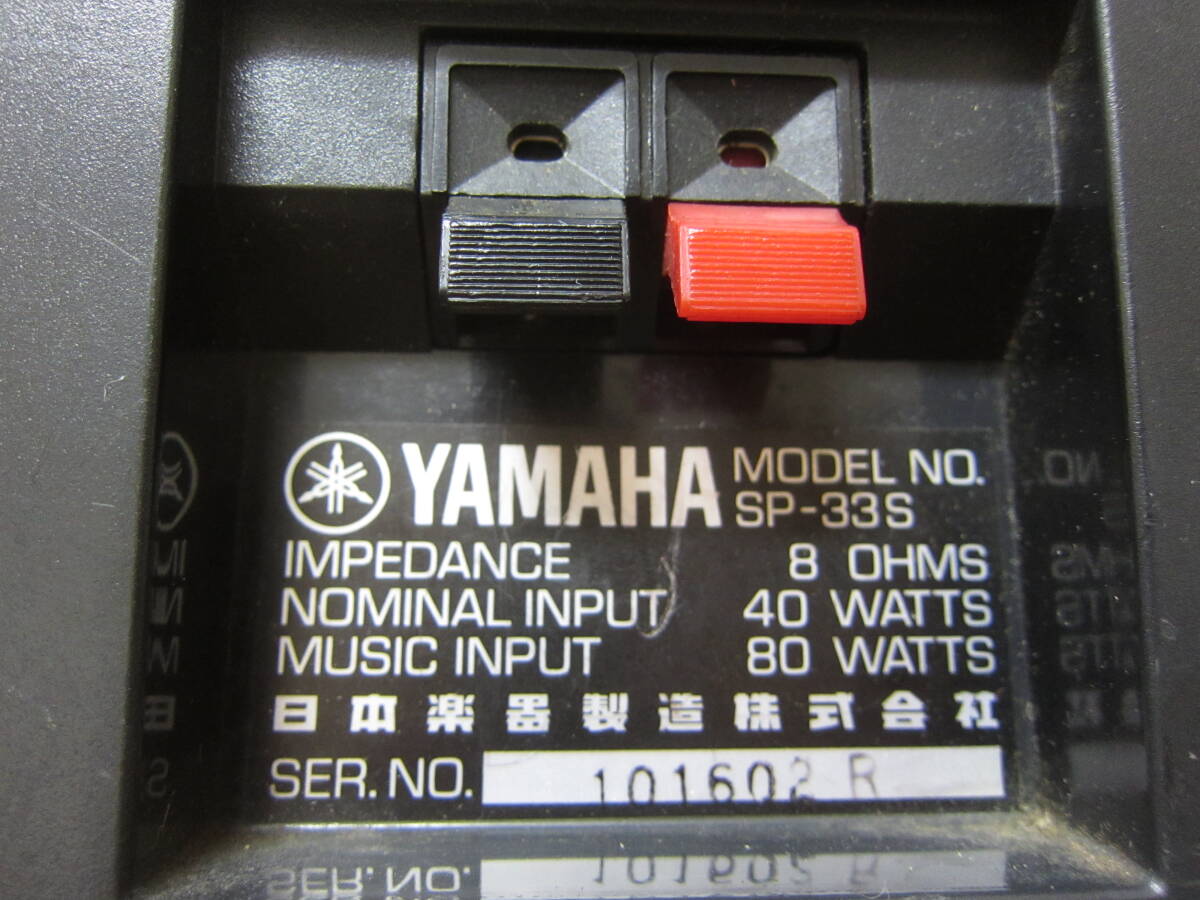 YAMAHA MODEL NO.
SP-33S
IMPEDANCE 8 OHMS
NOMINAL INPUT 40 WATTS
MUSIC INPUT 80 WATTS
日本楽器製造株式会社
SER. NO. 101602 R